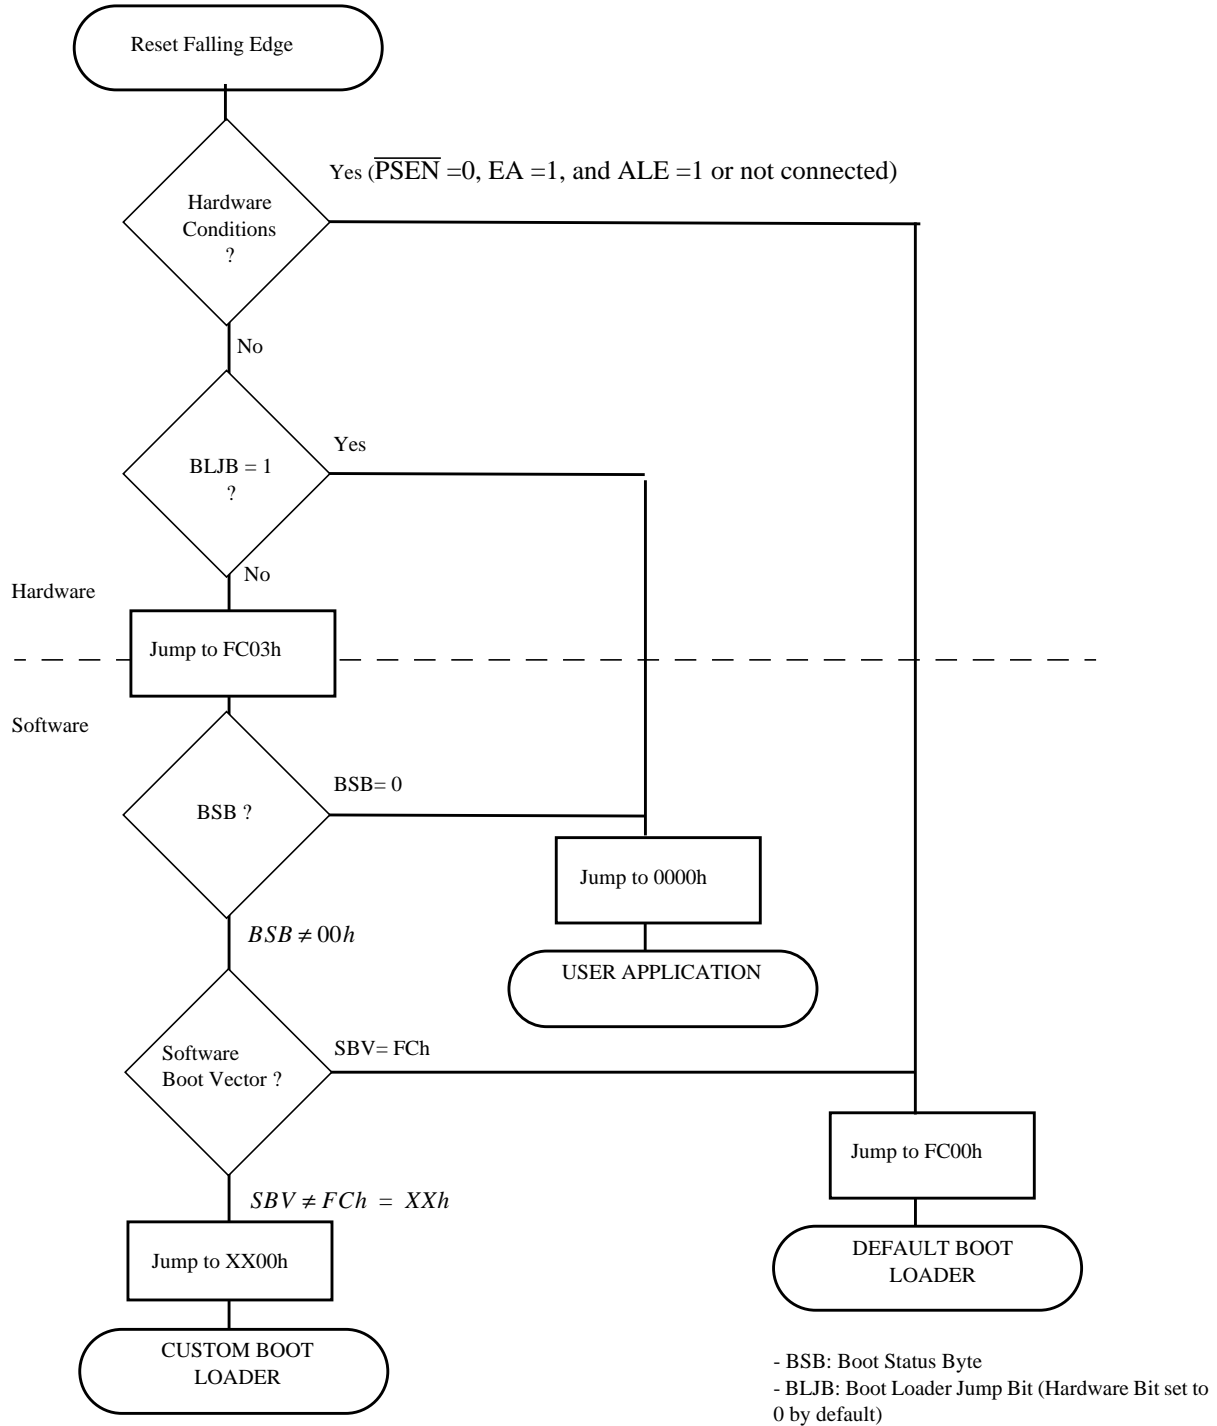 Reset Falling Edge
Yes (P̅S̅E̅N̅ =0, EA =1, and ALE =1 or not connected)
Hardware
Conditions
?
No
Yes
BLJB = 1
?
No
Hardware
Jump to FC03h
Software
BSB= 0
BSB ?
Jump to 0000h
BSB ≠ 00h
USER APPLICATION
SBV= FCh
Software
Boot Vector ?
Jump to FC00h
SBV ≠ FCh = XXh
DEFAULT BOOT
LOADER
Jump to XX00h
CUSTOM BOOT
LOADER
- BSB: Boot Status Byte
- BLJB: Boot Loader Jump Bit (Hardware Bit set to
0 by default)